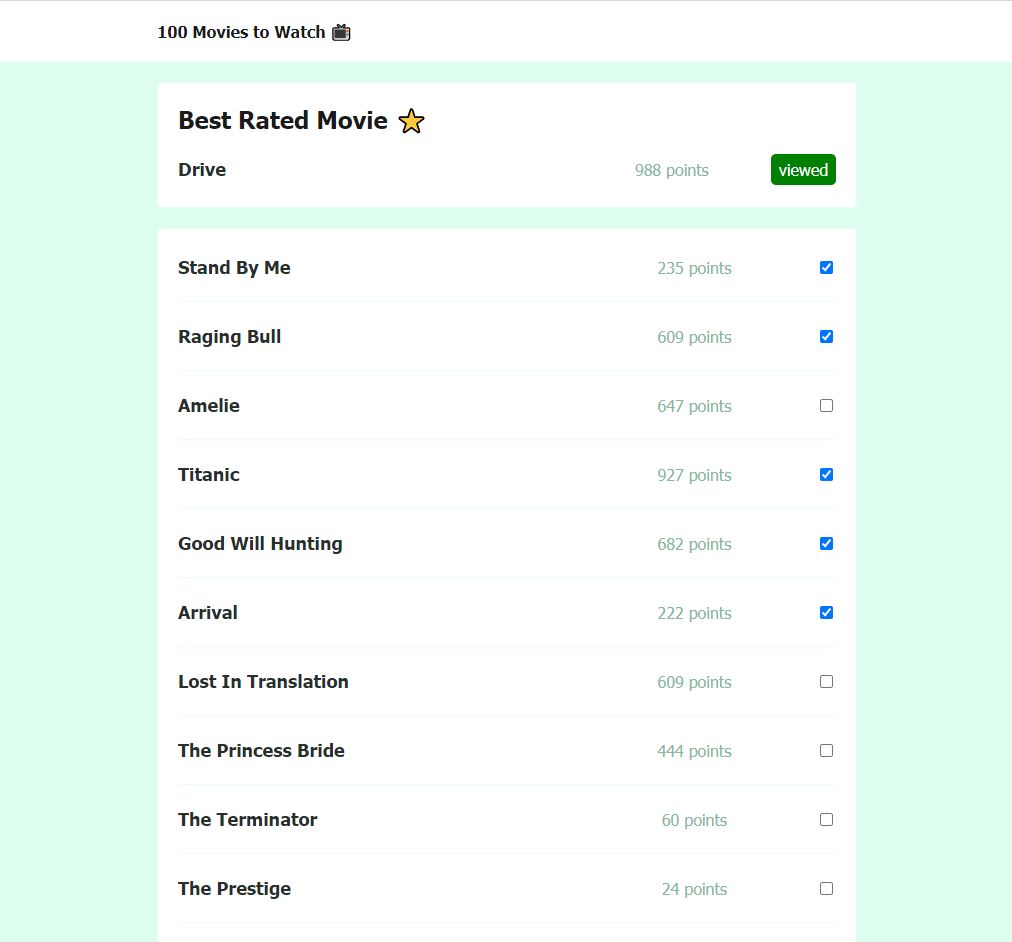 100 Movies to Watch 📺
Best Rated Movie ⭐
Drive 988 points viewed
Stand By Me 235 points
Raging Bull 609 points
Amelie 647 points
Titanic 927 points
Good Will Hunting 682 points
Arrival 222 points
Lost In Translation 609 points
The Princess Bride 444 points
The Terminator 60 points
The Prestige 24 points